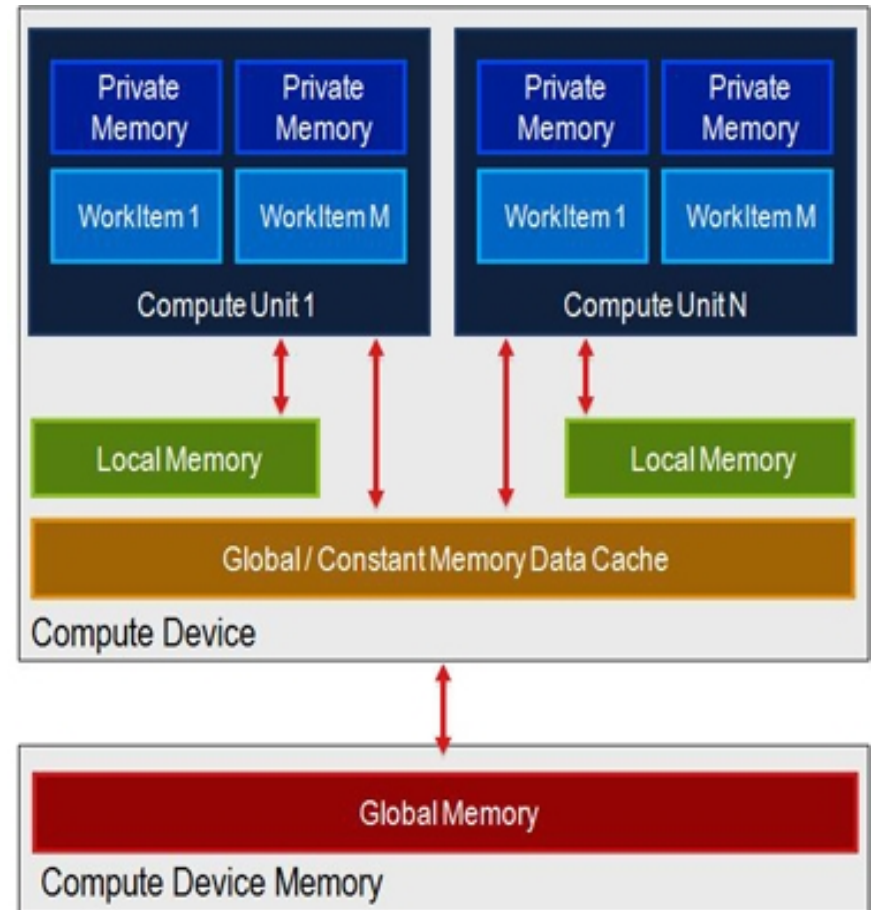 Private Memory
Private Memory
Private Memory
Private Memory
WorkItem 1
WorkItem M
WorkItem 1
WorkItem M
Compute Unit 1
Compute Unit N
Local Memory
Local Memory
Global / Constant Memory Data Cache
Compute Device
Global Memory
Compute Device Memory